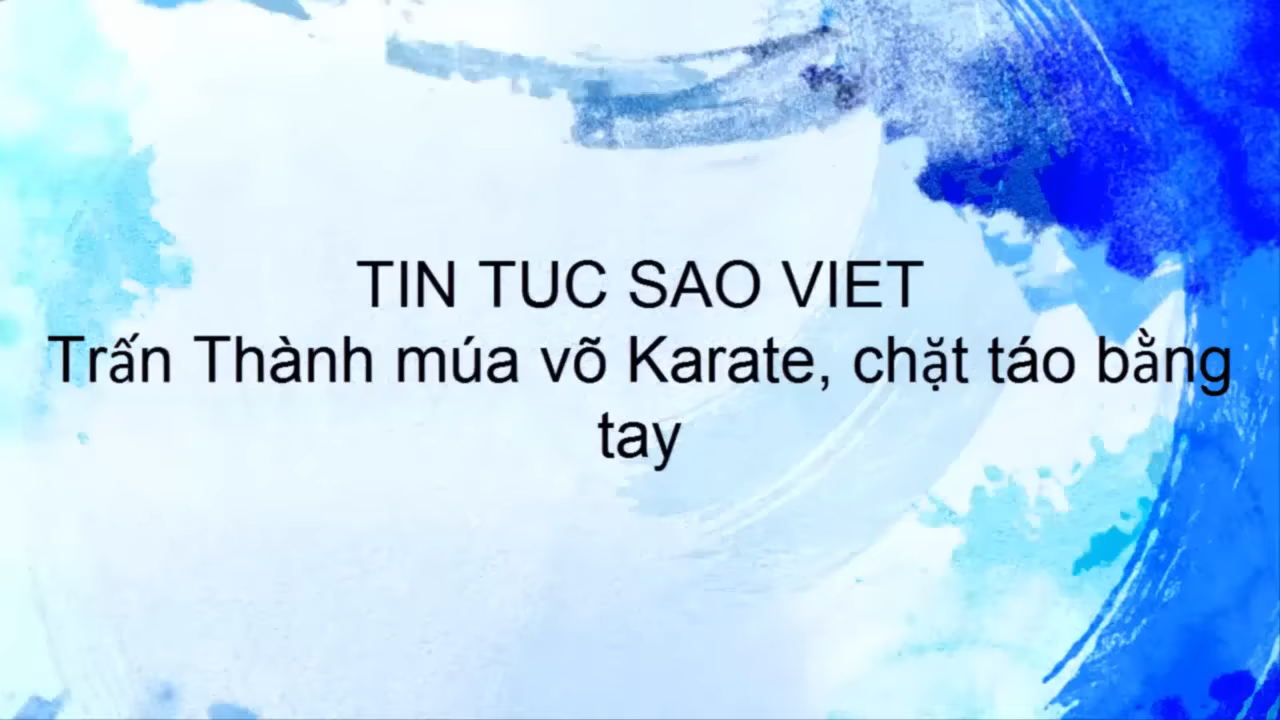 TIN TUC SAO VIET
Trấn Thành múa võ Karate, chặt táo bằng
tay